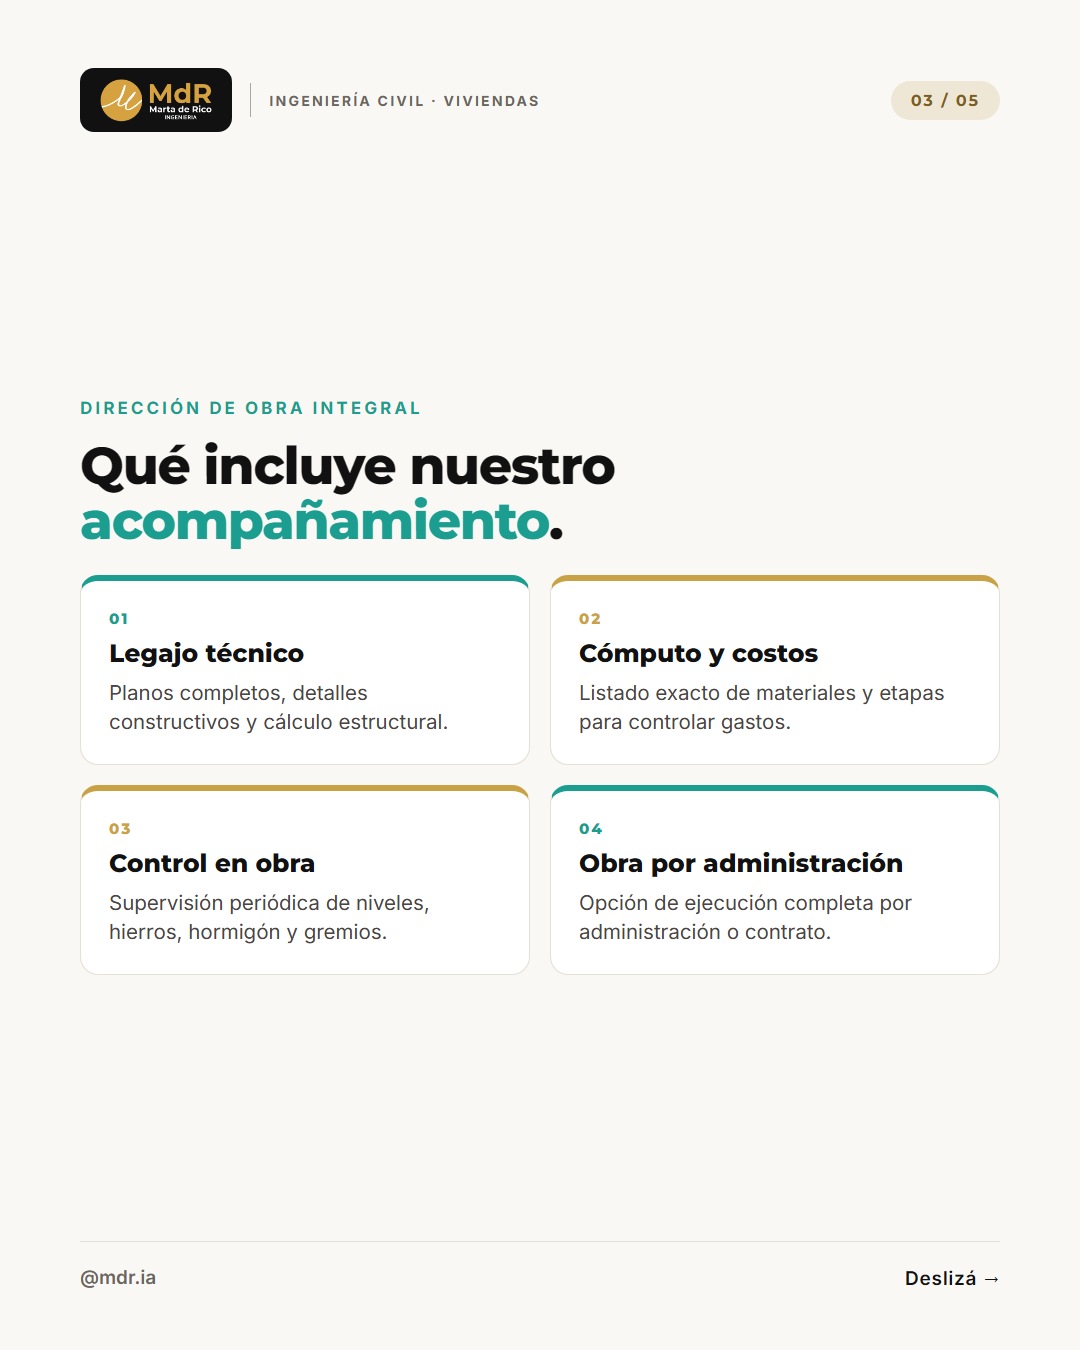 MdR
Marta de Rico
INGENIERIA
INGENIERÍA CIVIL · VIVIENDAS
03 / 05
DIRECCIÓN DE OBRA INTEGRAL
Qué incluye nuestro
acompañamiento.
01
Legajo técnico
Planos completos, detalles
constructivos y cálculo estructural.
02
Cómputo y costos
Listado exacto de materiales y etapas
para controlar gastos.
03
Control en obra
Supervisión periódica de niveles,
hierros, hormigón y gremios.
04
Obra por administración
Opción de ejecución completa por
administración o contrato.
@mdr.ia
Deslizá →